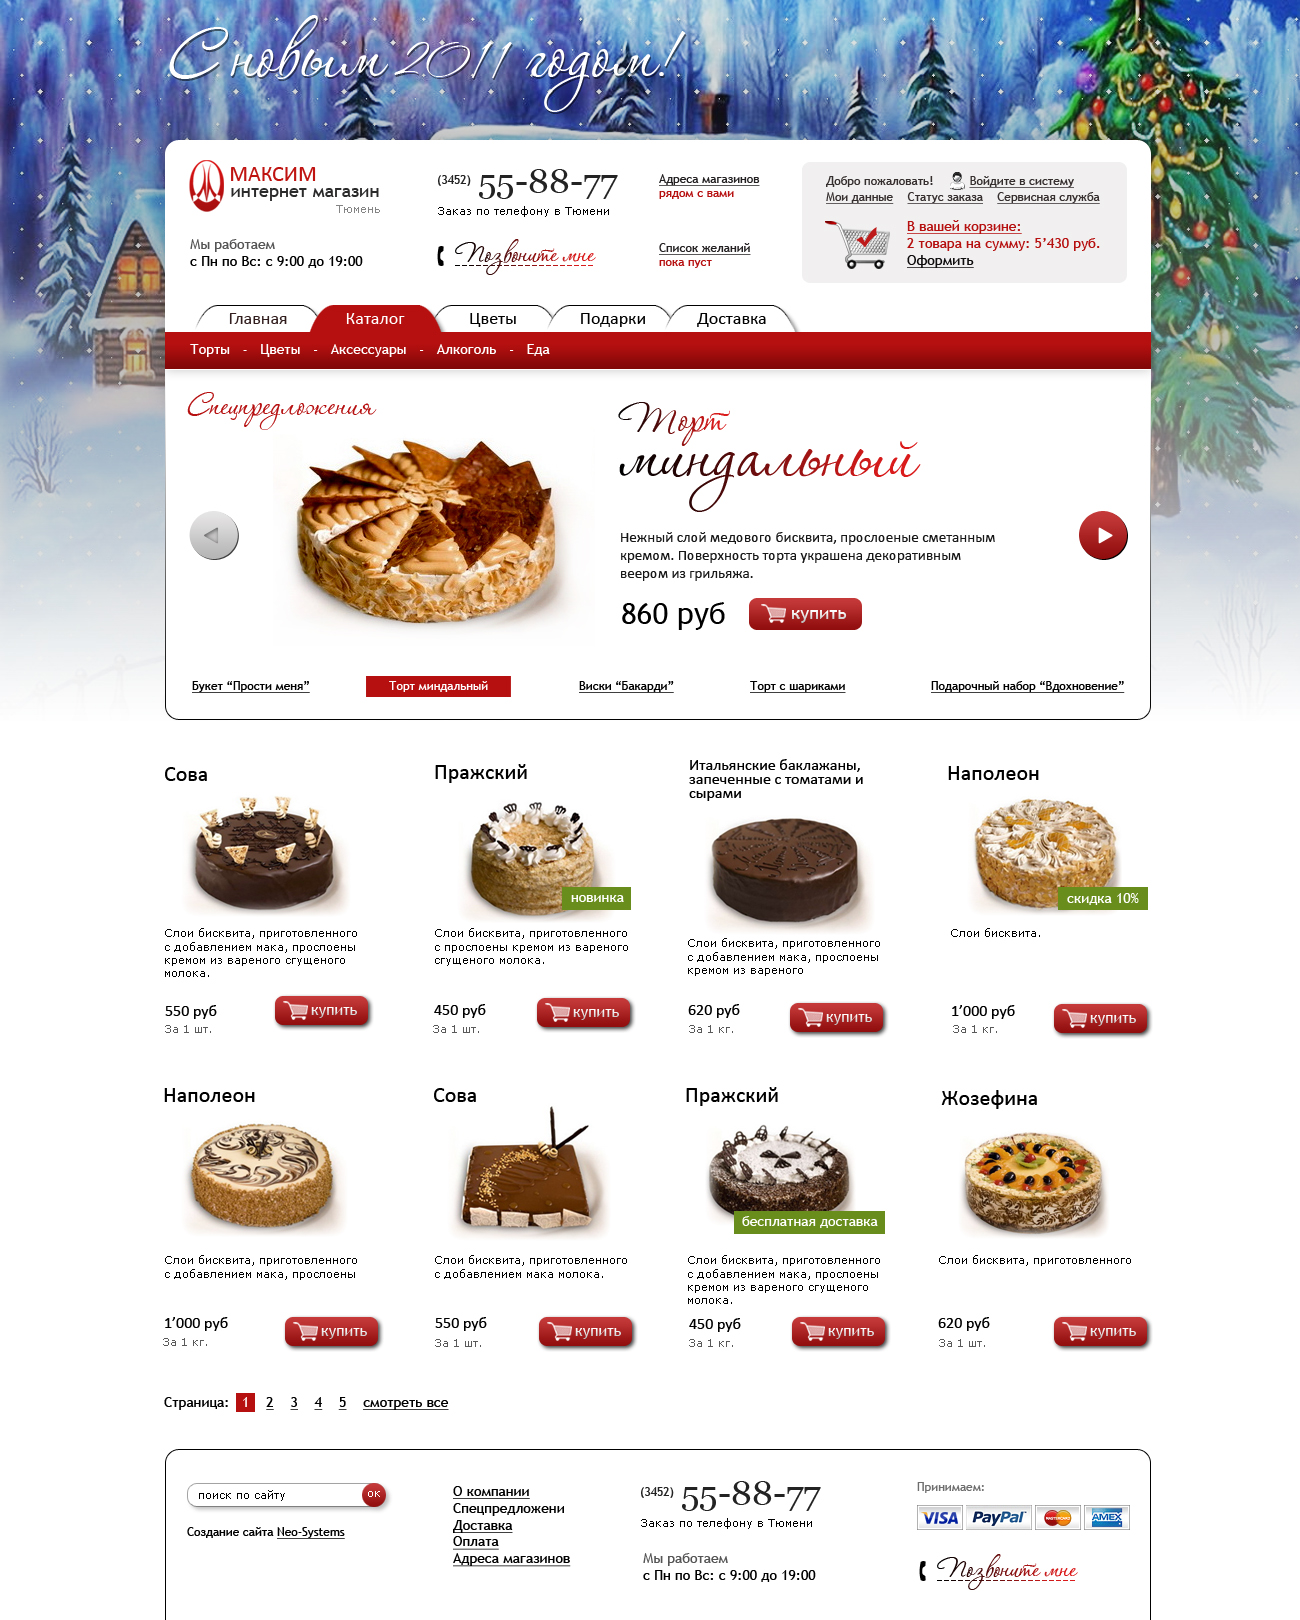 С новым 2011 годом!
МАКСИМ
интернет магазин
Тюмень
Мы работаем
с Пн по Вс: с 9:00 до 19:00
(3452) 55-88-77
Заказ по телефону в Тюмени
Позвоните мне
Адреса магазинов
рядом с вами
Список желаний
пока пуст
Добро пожаловать! Войдите в систему
Мои данные Статус заказа Сервисная служба
В вашей корзине:
2 товара на сумму: 5’430 руб.
Оформить
Главная Каталог Цветы Подарки Доставка
Торты - Цветы - Аксессуары - Алкоголь - Еда
Спецпредложения
Торт
миндальный
Нежный слой медового бисквита, прослоеные сметанным
кремом. Поверхность торта украшена декоративным
веером из грильяжа.
860 руб купить
Букет “Прости меня” Торт миндальный Виски “Бакарди” Торт с шариками Подарочный набор “Вдохновение”
Сова
Слои бисквита, приготовленного
с добавлением мака, прослоены
кремом из вареного сгущеного
молока.
550 руб
За 1 шт.
купить
Пражский
новинка
Слои бисквита, приготовленного
с прослоены кремом из вареного
сгущеного молока.
450 руб
За 1 шт.
купить
Итальянские баклажаны,
запеченные с томатами и
сырами
Слои бисквита, приготовленного
с добавлением мака, прослоены
кремом из вареного
620 руб
За 1 кг.
купить
Наполеон
скидка 10%
Слои бисквита.
1’000 руб
За 1 кг.
купить
Наполеон
Слои бисквита, приготовленного
с добавлением мака, прослоены
1’000 руб
За 1 кг.
купить
Сова
Слои бисквита, приготовленного
с добавлением мака молока.
550 руб
За 1 шт.
купить
Пражский
бесплатная доставка
Слои бисквита, приготовленного
с добавлением мака, прослоены
кремом из вареного сгущеного
молока.
450 руб
За 1 кг.
купить
Жозефина
Слои бисквита, приготовленного
620 руб
За 1 шт.
купить
Страница: 1 2 3 4 5 смотреть все
поиск по сайту ок
Создание сайта Neo-Systems
О компании
Спецпредложени
Доставка
Оплата
Адреса магазинов
(3452) 55-88-77
Заказ по телефону в Тюмени
Мы работаем
с Пн по Вс: с 9:00 до 19:00
Принимаем:
VISA PayPal MasterCard AMEX
Позвоните мне